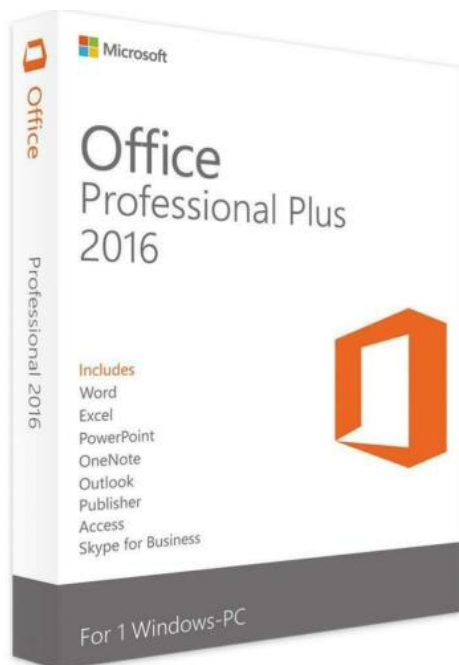 Microsoft
Office
Professional Plus
2016
Includes
Word
Excel
PowerPoint
OneNote
Outlook
Publisher
Access
Skype for Business
For 1 Windows-PC
Office
Professional 2016